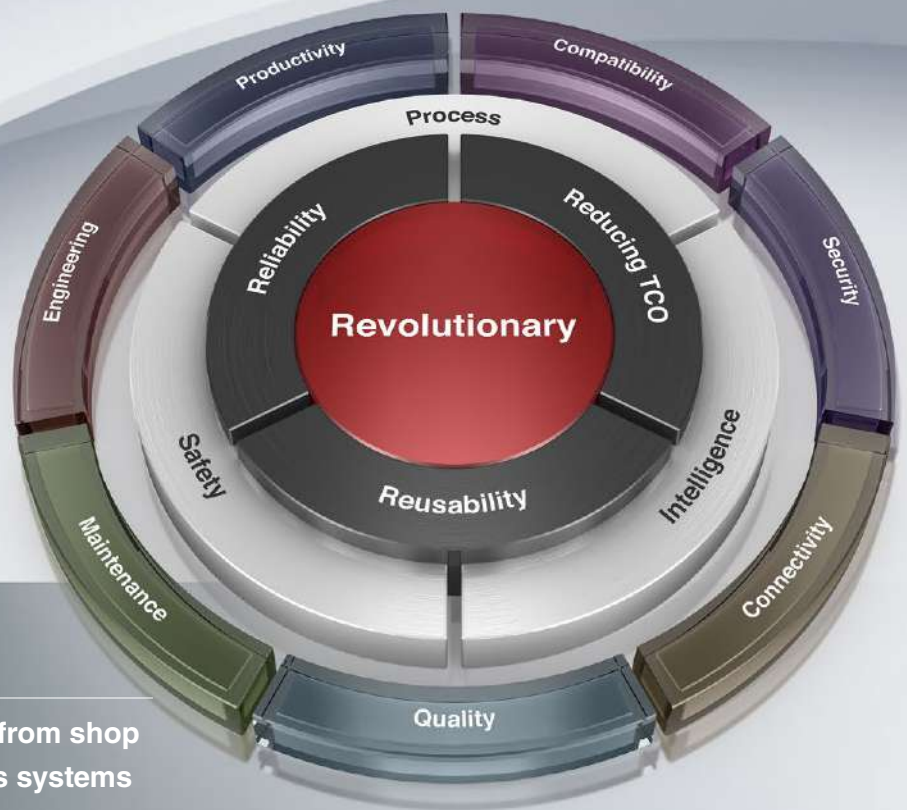 Productivity
Compatibility
Process
Engineering
Reliability
Reducing TCO
Security
Revolutionary
Safety
Reusability
Intelligence
Maintenance
Connectivity
Quality
from shop
s systems